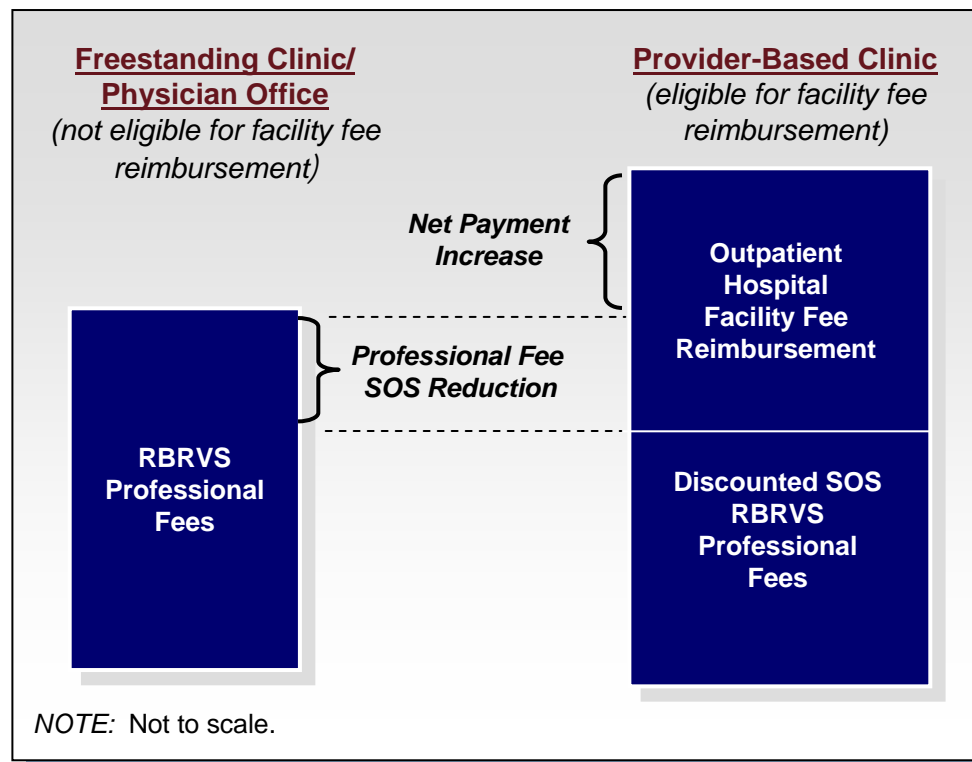 Freestanding Clinic/
Physician Office
(not eligible for facility fee
reimbursement)
Provider-Based Clinic
(eligible for facility fee
reimbursement)
Net Payment
Increase
Outpatient
Hospital
Facility Fee
Reimbursement
Professional Fee
SOS Reduction
RBRVS
Professional
Fees
Discounted SOS
RBRVS
Professional
Fees
NOTE: Not to scale.